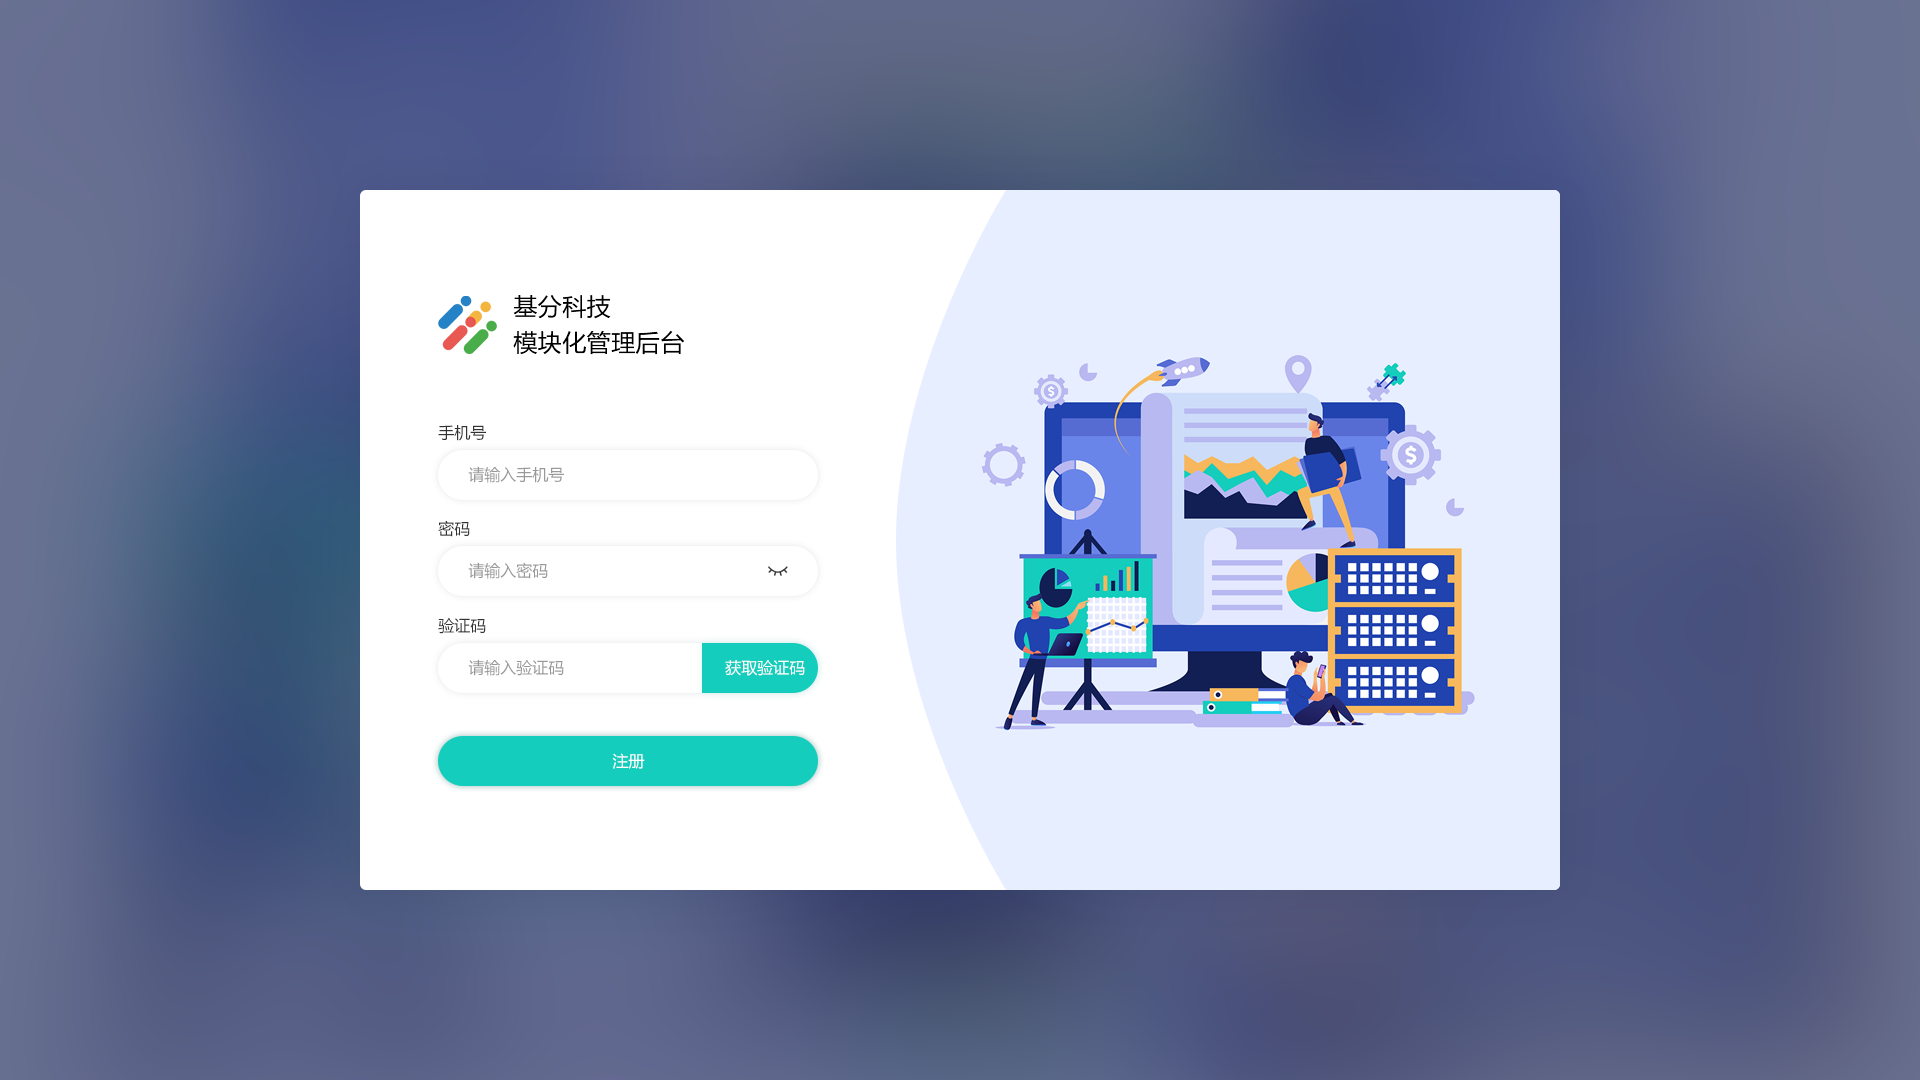 基分科技
模块化管理后台
手机号
请输入手机号
密码
请输入密码
验证码
请输入验证码 获取验证码
注册
$
$